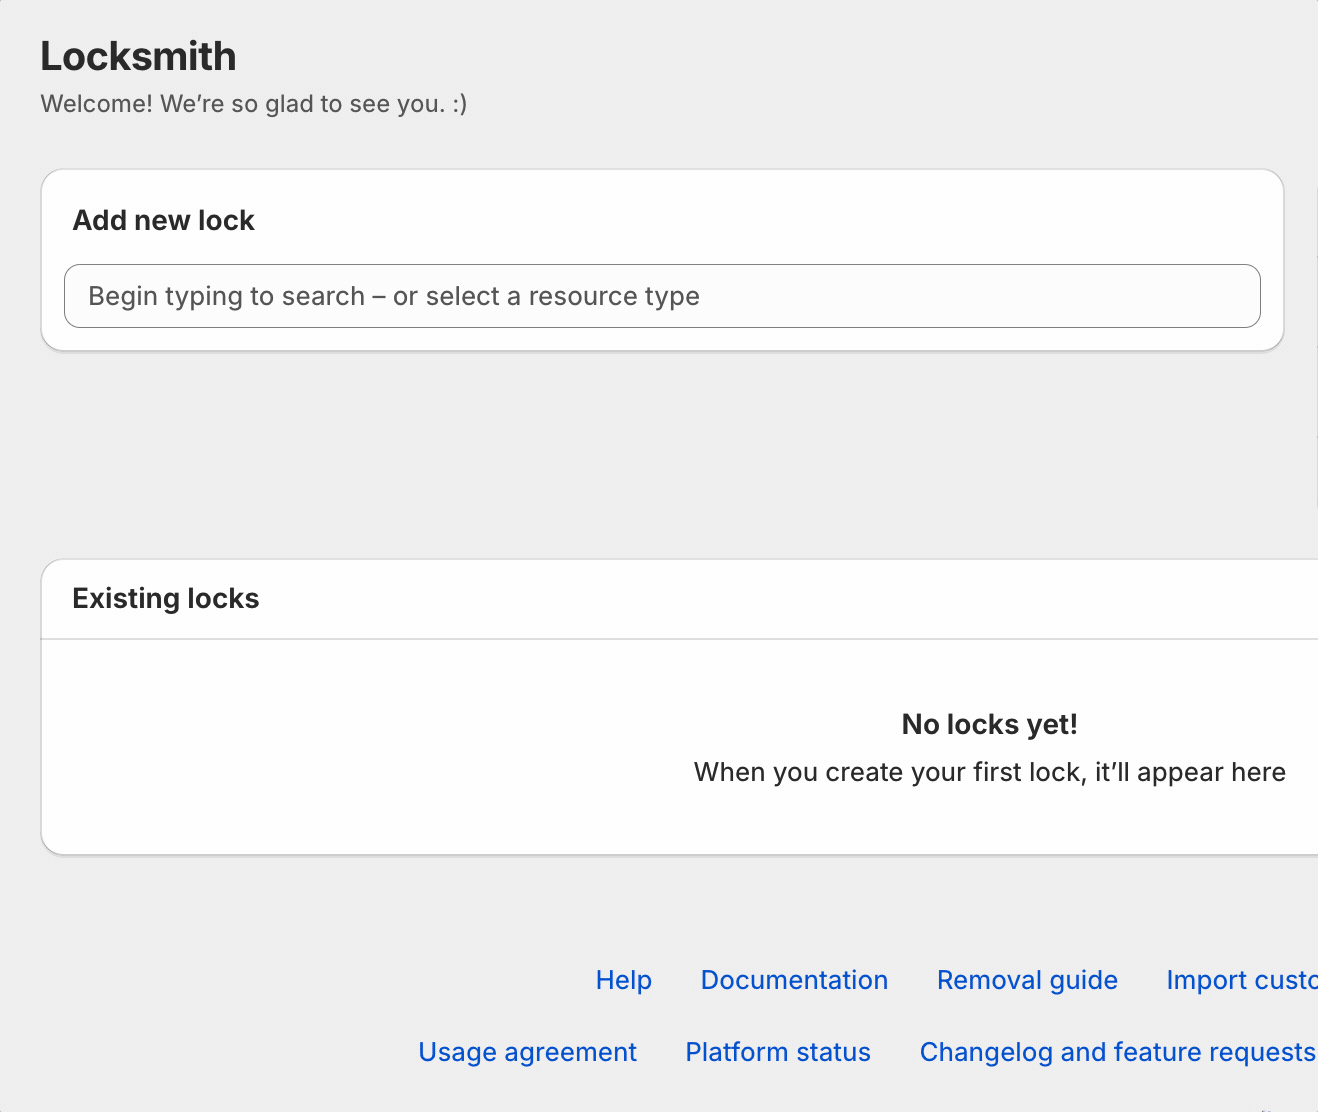 Locksmith
Welcome! We’re so glad to see you. :)
Add new lock
Begin typing to search – or select a resource type
Existing locks
No locks yet!
When you create your first lock, it’ll appear here
Help Documentation Removal guide Import custo
Usage agreement Platform status Changelog and feature requests